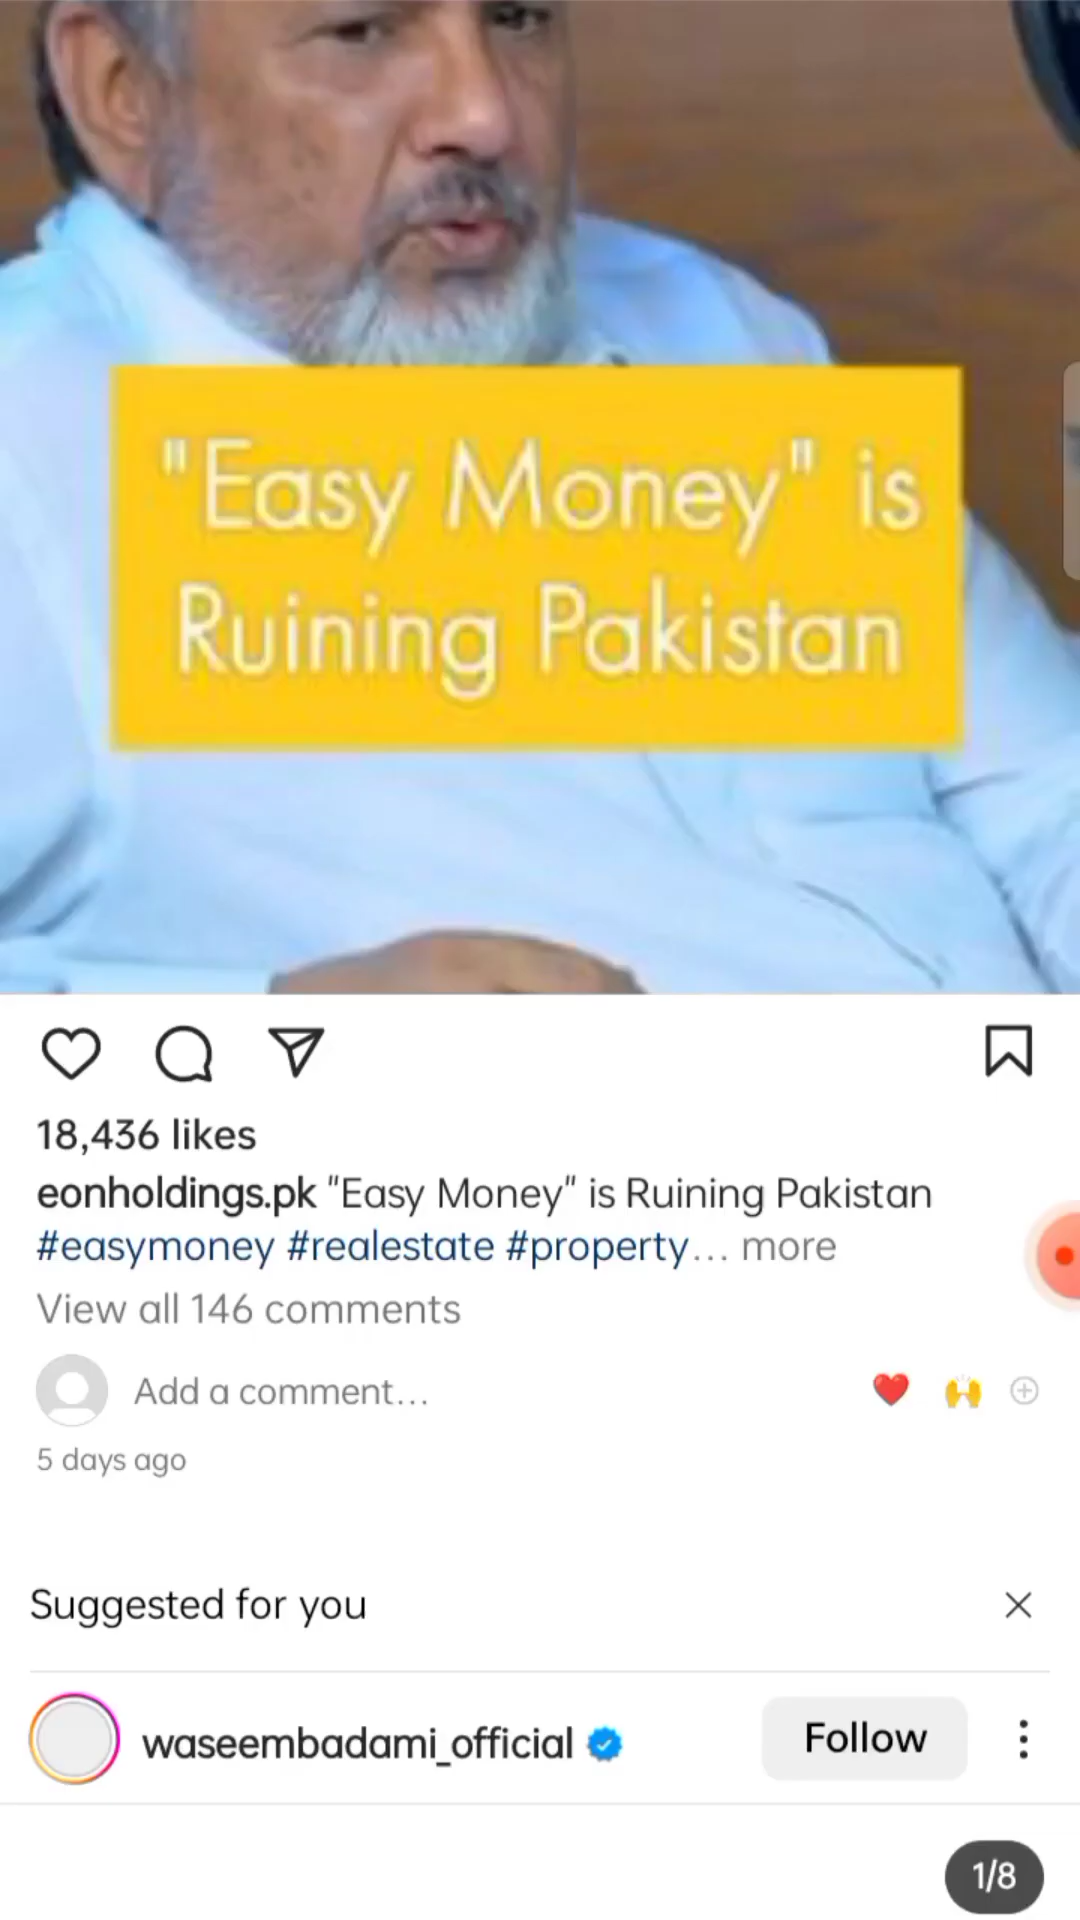 "Easy Money" is
Ruining Pakistan
18,436 likes
eonholdings.pk "Easy Money" is Ruining Pakistan
#easymoney #realestate #property... more
View all 146 comments
Add a comment...
5 days ago
Suggested for you
waseembadami_official
Follow
1/8